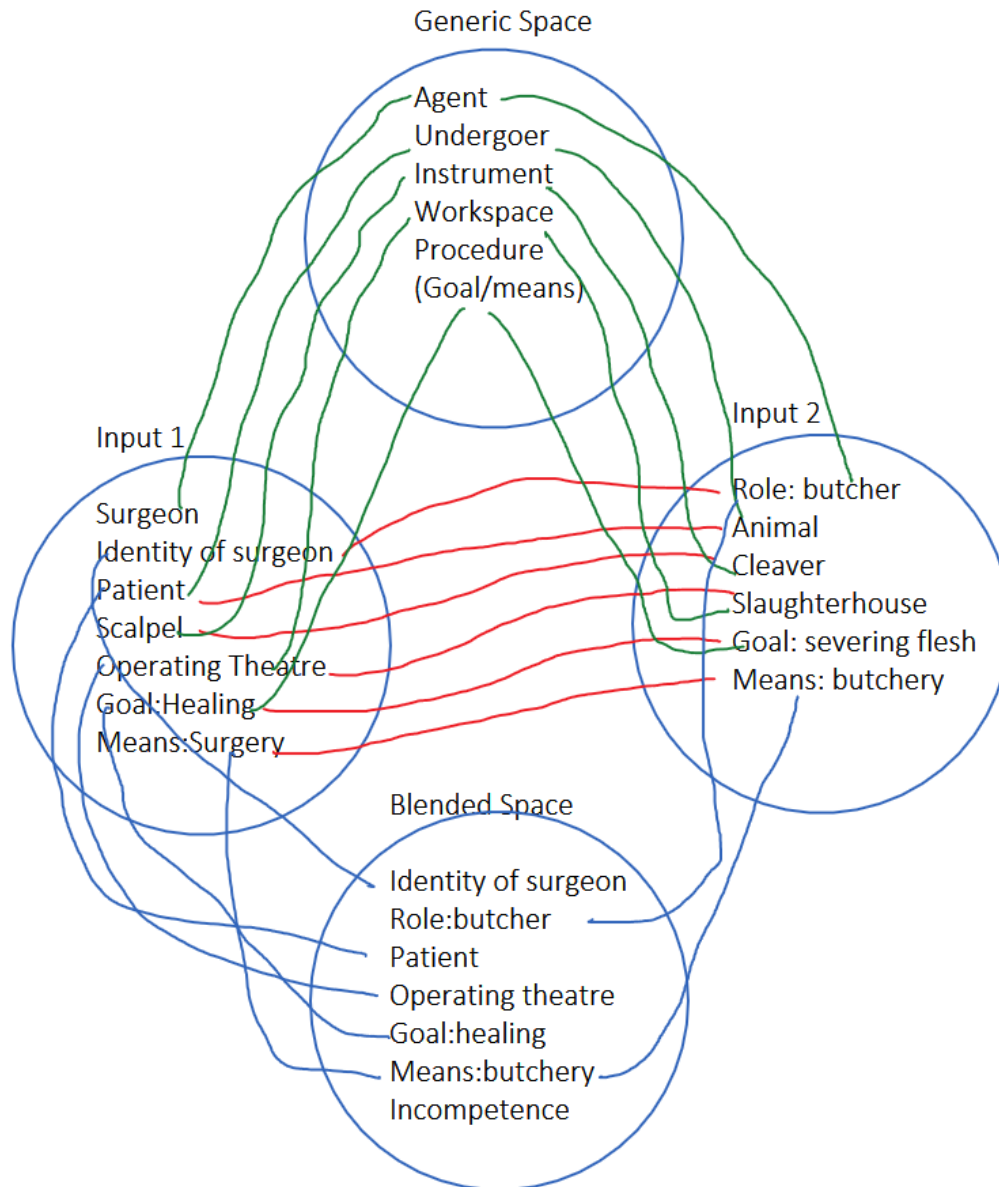 Generic Space
Agent
Undergoer
Instrument
Workspace
Procedure
(Goal/means)
Input 1
Surgeon
Identity of surgeon
Patient
Scalpel
Operating Theatre
Goal:Healing
Means:Surgery
Input 2
Role: butcher
Animal
Cleaver
Slaughterhouse
Goal: severing flesh
Means: butchery
Blended Space
Identity of surgeon
Role:butcher
Patient
Operating theatre
Goal:healing
Means:butchery
Incompetence